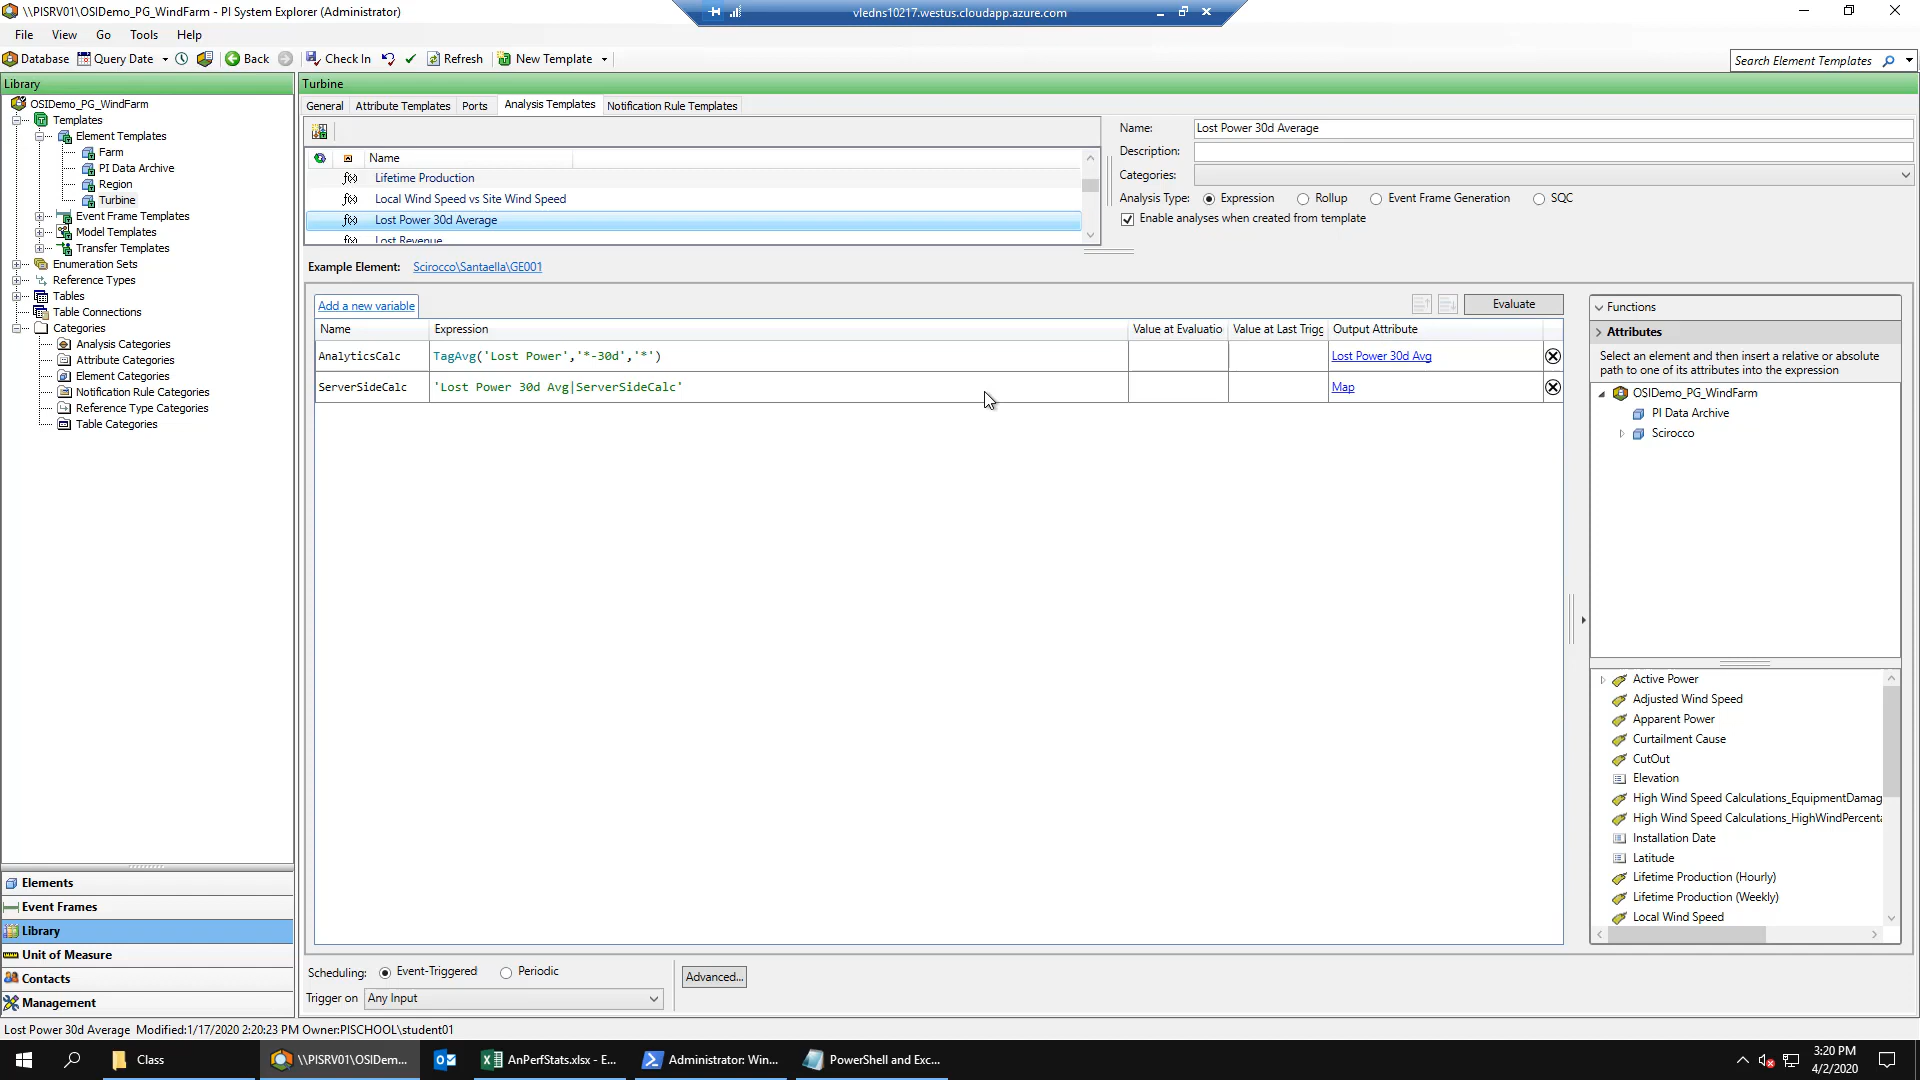 \\PISRV01\OSIDemo_PG_WindFarm - PI System Explorer (Administrator)
vledns10217.westus.cloudapp.azure.com
File View Go Tools Help
Database Query Date Back Check In Refresh New Template
Search Element Templates
Library
OSIDemo_PG_WindFarm
Templates
Element Templates
Farm
PI Data Archive
Region
Turbine
Event Frame Templates
Model Templates
Transfer Templates
Enumeration Sets
Reference Types
Tables
Table Connections
Categories
Analysis Categories
Attribute Categories
Element Categories
Notification Rule Categories
Reference Type Categories
Table Categories
Elements
Event Frames
Library
Unit of Measure
Contacts
Management
Turbine
General Attribute Templates Ports Analysis Templates Notification Rule Templates
Name
f(x) Lifetime Production
f(x) Local Wind Speed vs Site Wind Speed
f(x) Lost Power 30d Average
f(x) Lost Revenue
Name: Lost Power 30d Average
Description:
Categories:
Analysis Type: Expression Rollup Event Frame Generation SQC
Enable analyses when created from template
Example Element: Scirocco\Santaella\GE001
Add a new variable
Evaluate
Name Expression Value at Evaluatio Value at Last Trigg Output Attribute
AnalyticsCalc TagAvg('Lost Power','*-30d','*') Lost Power 30d Avg
ServerSideCalc 'Lost Power 30d Avg|ServerSideCalc' Map
Functions
Attributes
Select an element and then insert a relative or absolute
path to one of its attributes into the expression
OSIDemo_PG_WindFarm
PI Data Archive
Scirocco
Active Power
Adjusted Wind Speed
Apparent Power
Curtailment Cause
CutOut
Elevation
High Wind Speed Calculations_EquipmentDamag
High Wind Speed Calculations_HighWindPercenta
Installation Date
Latitude
Lifetime Production (Hourly)
Lifetime Production (Weekly)
Local Wind Speed
Scheduling: Event-Triggered Periodic
Advanced...
Trigger on Any Input
Lost Power 30d Average Modified:1/17/2020 2:20:23 PM Owner:PISCHOOL\student01
Class
\\PISRV01\OSIDem...
AnPerfStats.xlsx - E...
Administrator: Win...
PowerShell and Exc...
3:20 PM
4/2/2020